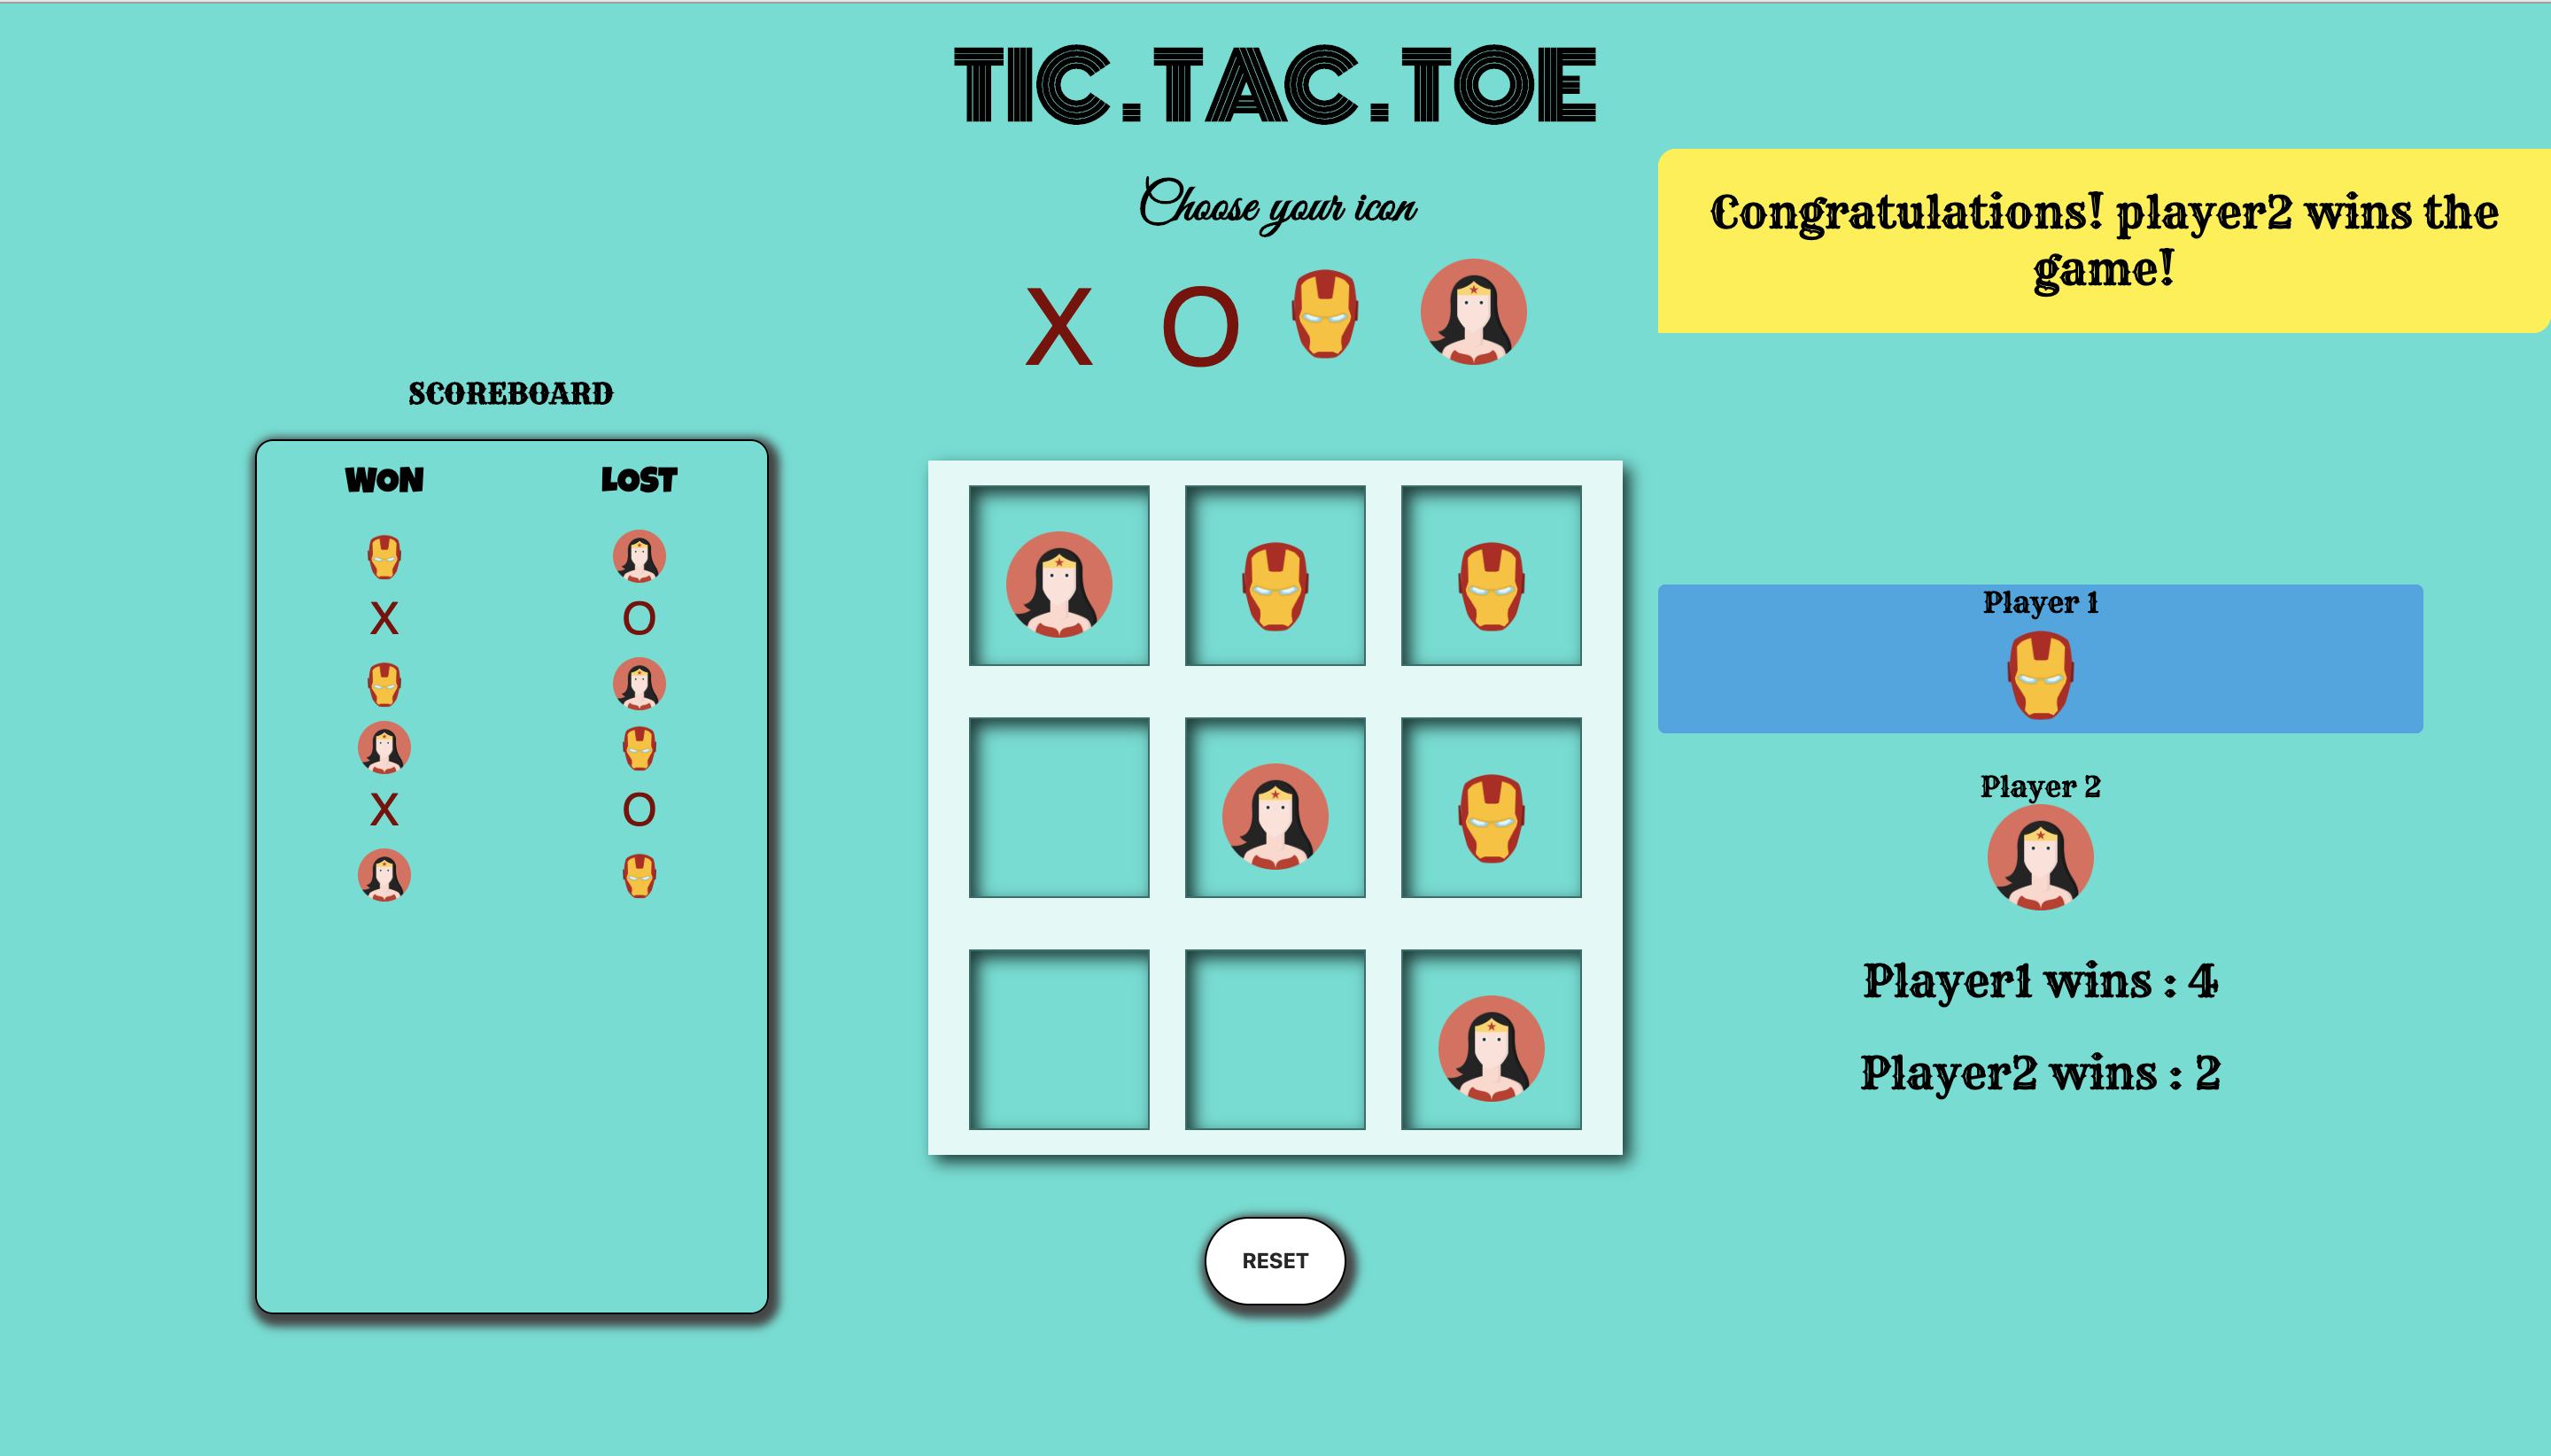 TIC.TAC.TOE
Choose your icon
X O
Congratulations! player2 wins the
game!
SCOREBOARD
WON LOST
X O
X O
Player 1
Player 2
Player1 wins : 4
Player2 wins : 2
RESET